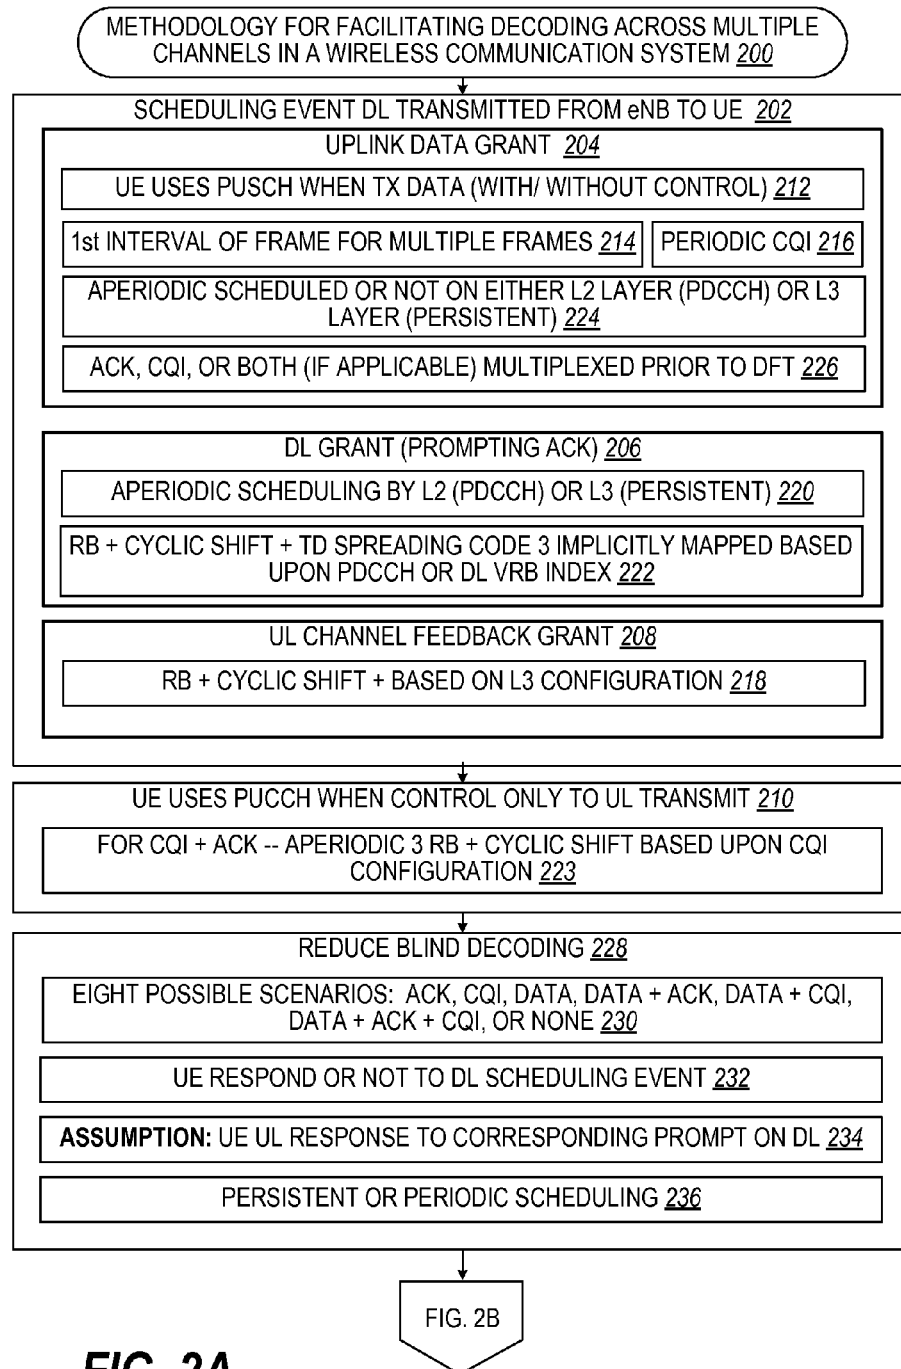 METHODOLOGY FOR FACILITATING DECODING ACROSS MULTIPLE
CHANNELS IN A WIRELESS COMMUNICATION SYSTEM 200
SCHEDULING EVENT DL TRANSMITTED FROM eNB TO UE 202
UPLINK DATA GRANT 204
UE USES PUSCH WHEN TX DATA (WITH/ WITHOUT CONTROL) 212
1st INTERVAL OF FRAME FOR MULTIPLE FRAMES 214
PERIODIC CQI 216
APERIODIC SCHEDULED OR NOT ON EITHER L2 LAYER (PDCCH) OR L3
LAYER (PERSISTENT) 224
ACK, CQI, OR BOTH (IF APPLICABLE) MULTIPLEXED PRIOR TO DFT 226
DL GRANT (PROMPTING ACK) 206
APERIODIC SCHEDULING BY L2 (PDCCH) OR L3 (PERSISTENT) 220
RB + CYCLIC SHIFT + TD SPREADING CODE 3 IMPLICITLY MAPPED BASED
UPON PDCCH OR DL VRB INDEX 222
UL CHANNEL FEEDBACK GRANT 208
RB + CYCLIC SHIFT + BASED ON L3 CONFIGURATION 218
UE USES PUCCH WHEN CONTROL ONLY TO UL TRANSMIT 210
FOR CQI + ACK -- APERIODIC 3 RB + CYCLIC SHIFT BASED UPON CQI
CONFIGURATION 223
REDUCE BLIND DECODING 228
EIGHT POSSIBLE SCENARIOS: ACK, CQI, DATA, DATA + ACK, DATA + CQI,
DATA + ACK + CQI, OR NONE 230
UE RESPOND OR NOT TO DL SCHEDULING EVENT 232
ASSUMPTION: UE UL RESPONSE TO CORRESPONDING PROMPT ON DL 234
PERSISTENT OR PERIODIC SCHEDULING 236
FIG. 2B
FIG. 2A